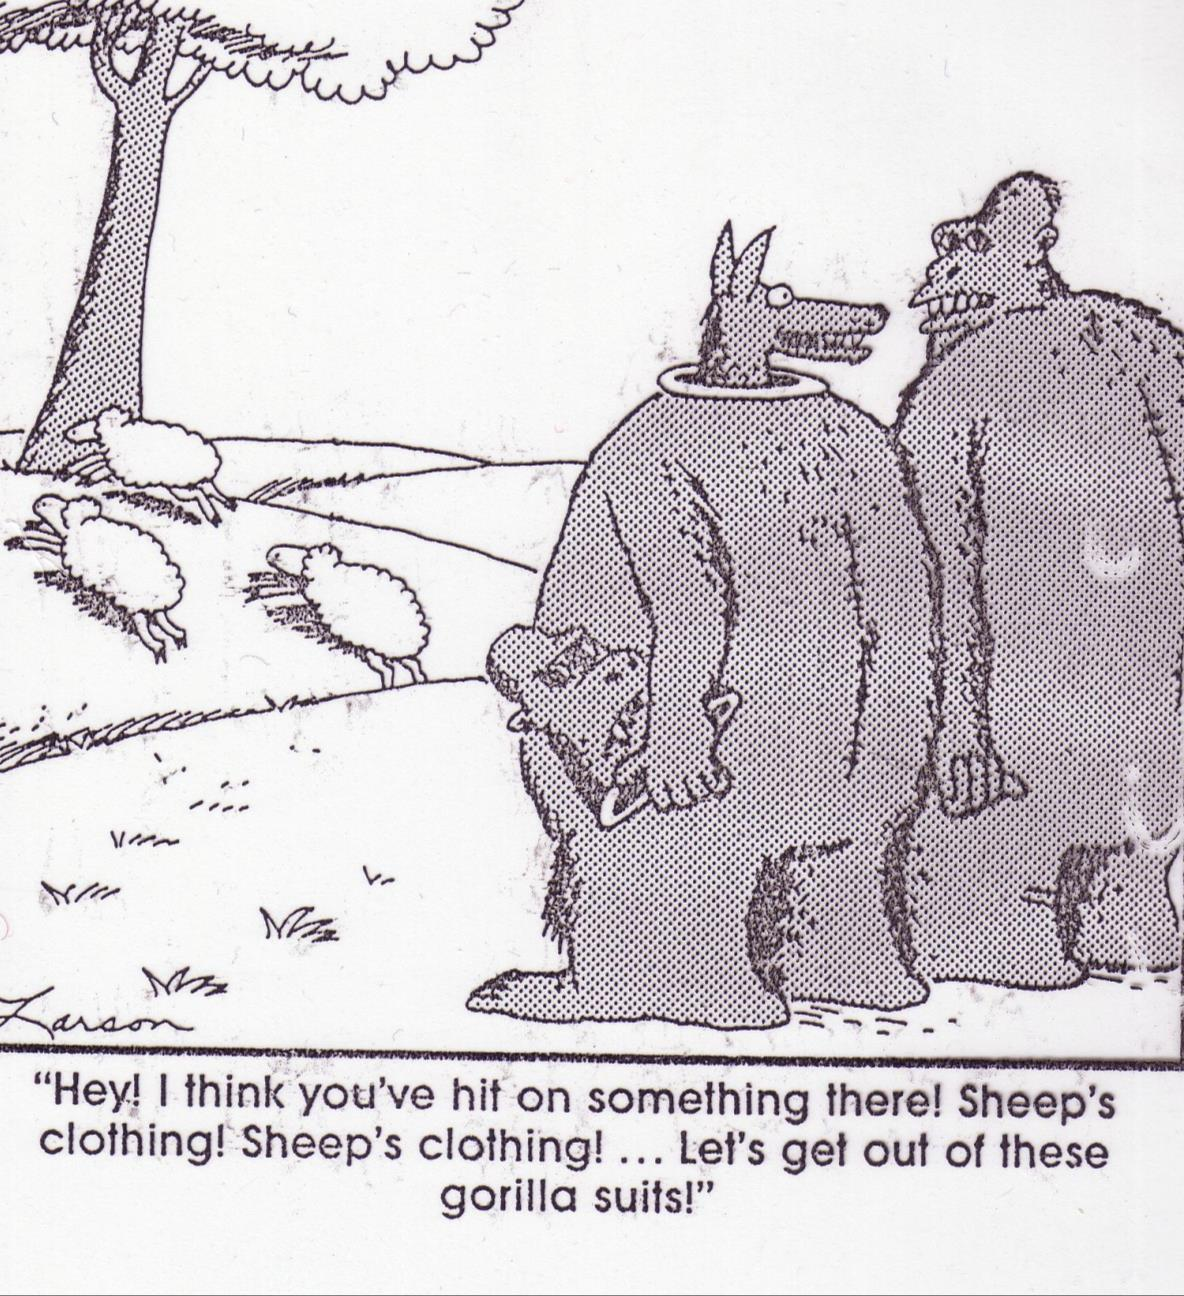 Larson
“Hey! I think you’ve hit on something there! Sheep’s
clothing! Sheep’s clothing! ... Let’s get out of these
gorilla suits!”